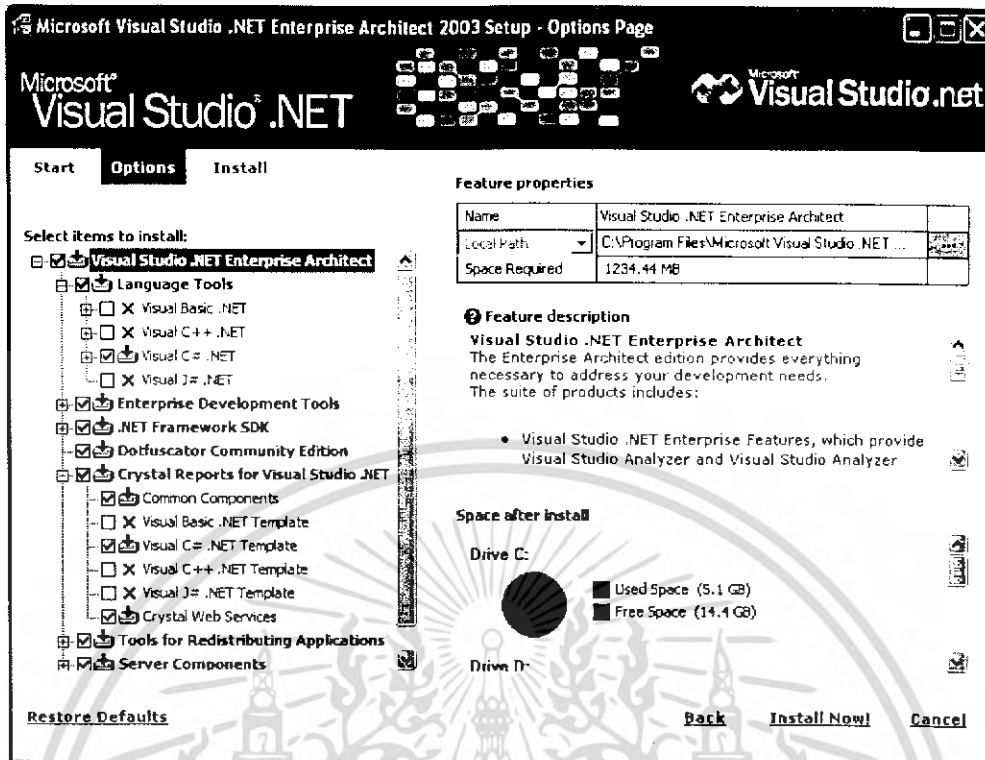 Microsoft Visual Studio .NET Enterprise Architect 2003 Setup - Options Page
Microsoft®
Visual Studio® .NET
Microsoft
Visual Studio.net
Start Options Install
Select items to install:
Visual Studio .NET Enterprise Architect
Language Tools
Visual Basic .NET
Visual C++ .NET
Visual C# .NET
Visual J# .NET
Enterprise Development Tools
.NET Framework SDK
Dotfuscator Community Edition
Crystal Reports for Visual Studio .NET
Common Components
Visual Basic .NET Template
Visual C# .NET Template
Visual C++ .NET Template
Visual J# .NET Template
Crystal Web Services
Tools for Redistributing Applications
Server Components
Feature properties
Name Visual Studio .NET Enterprise Architect
Local Path C:\Program Files\Microsoft Visual Studio .NET ...
Space Required 1234.44 MB
Feature description
Visual Studio .NET Enterprise Architect
The Enterprise Architect edition provides everything
necessary to address your development needs.
The suite of products includes:
• Visual Studio .NET Enterprise Features, which provide
Visual Studio Analyzer and Visual Studio Analyzer
Space after install
Drive C:
Used Space (5.1 GB)
Free Space (14.4 GB)
Drive D:
Restore Defaults
Back Install Now! Cancel